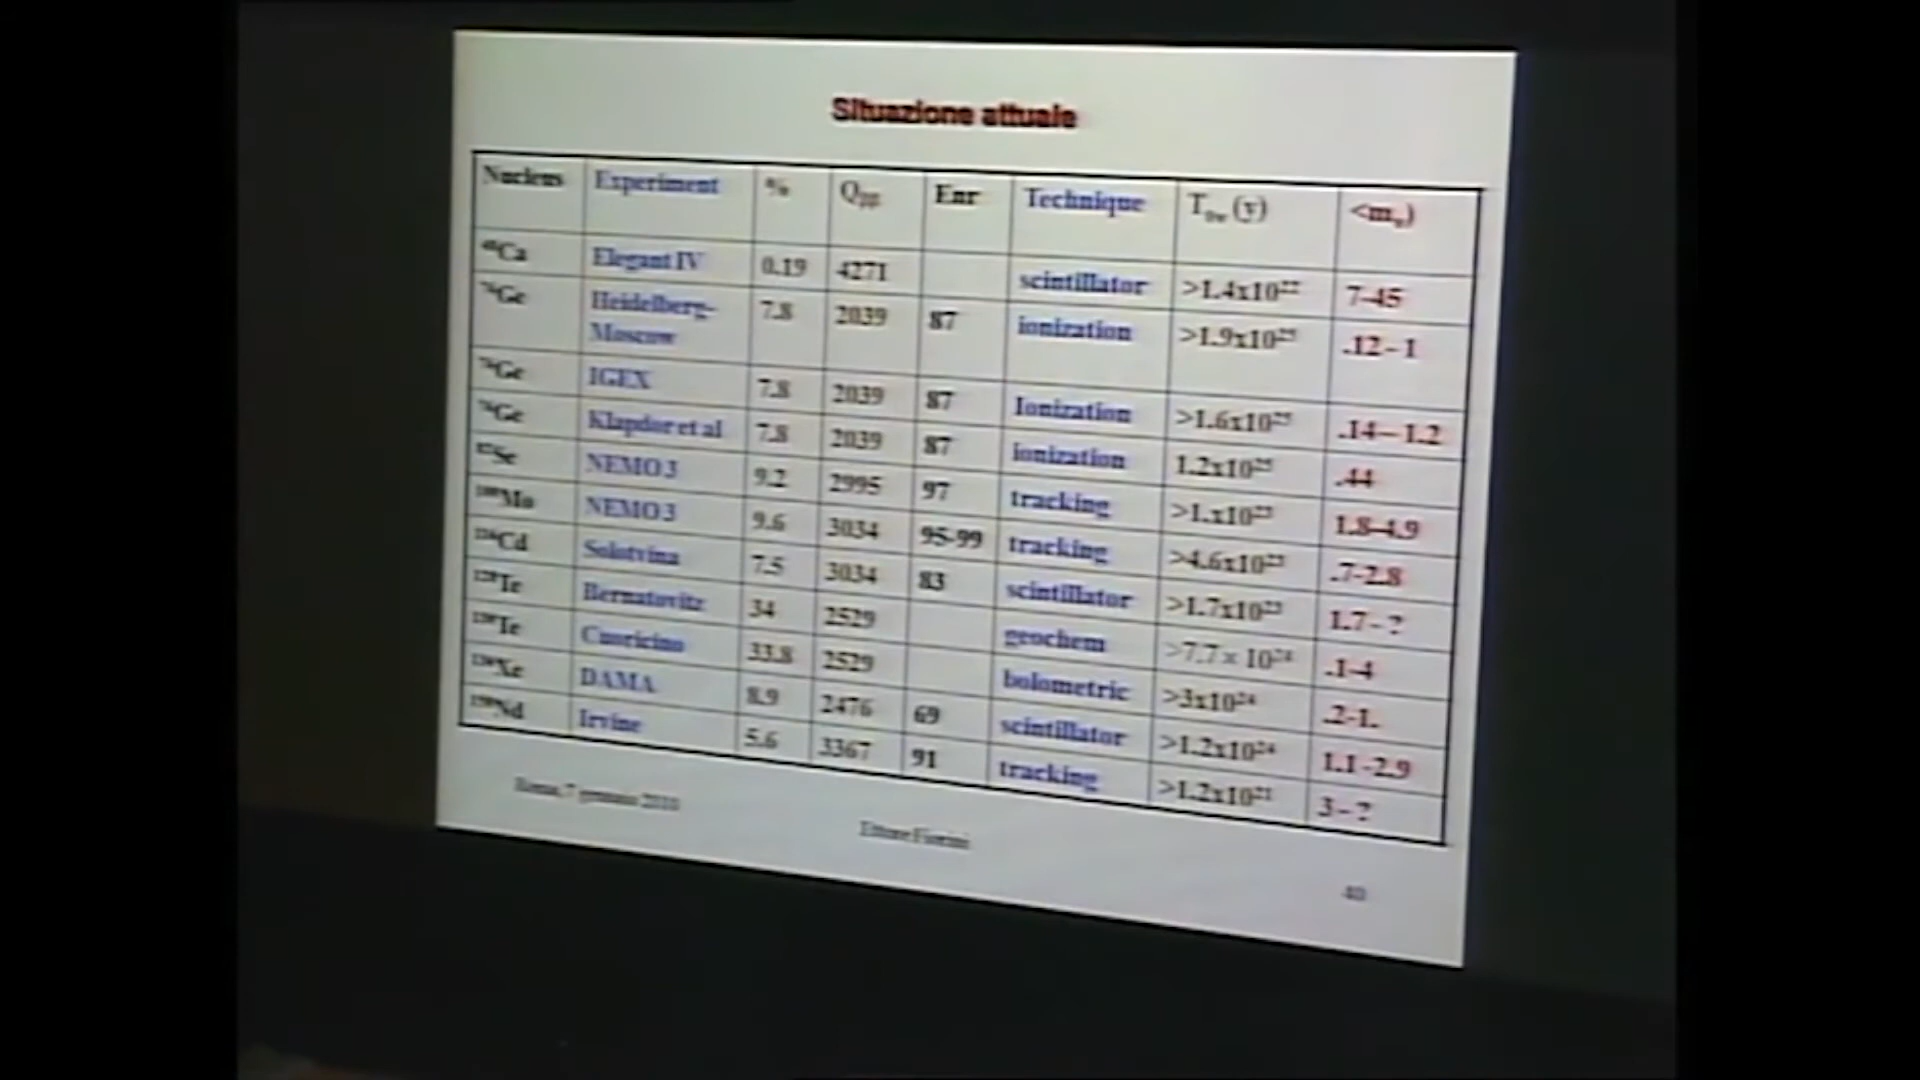 Situazione attuale
Nucleus Experiment % Qββ Enr Technique T0ν (y) <mν)
48Ca Elegant IV 0.19 4271 scintillator >1.4x10²² 7-45
76Ge Heidelberg-Moscow 7.8 2039 87 ionization >1.9x10²⁵ .12 - 1
76Ge IGEX 7.8 2039 87 Ionization >1.6x10²⁵ .14 – 1.2
76Ge Klapdor et al 7.8 2039 87 ionization 1.2x10²⁵ .44
82Se NEMO 3 9.2 2995 97 tracking >1.x10²³ 1.8-4.9
100Mo NEMO 3 9.6 3034 95-99 tracking >4.6x10²³ .7-2.8
116Cd Solotvina 7.5 3034 83 scintillator >1.7x10²³ 1.7 - ?
128Te Bernatovitz 34 2529 geochem >7.7 x 10²⁴ .1-4
130Te Cuoricino 33.8 2529 bolometric >3x10²⁴ .2-1.
136Xe DAMA 8.9 2476 69 scintillator >1.2x10²⁴ 1.1 -2.9
150Nd Irvine 5.6 3367 91 tracking >1.2x10²¹ 3 - ?
Roma, 7 gennaio 2010
Ettore Fiorini
40